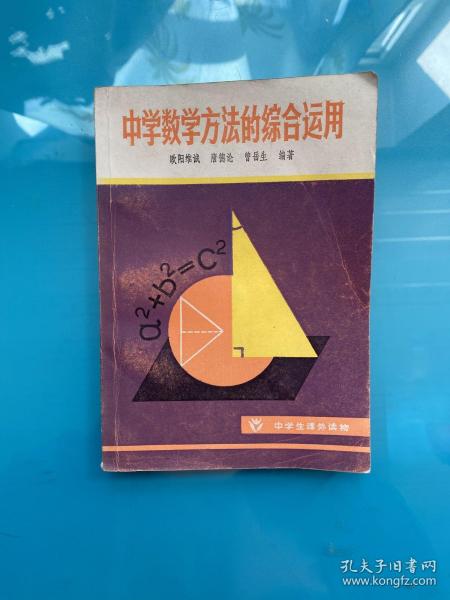 中学数学方法的综合运用
欧阳维诚 唐德论 曾岳生 编著
a²+b²=c²
中学生课外读物
孔夫子旧书网
www.kongfz.com